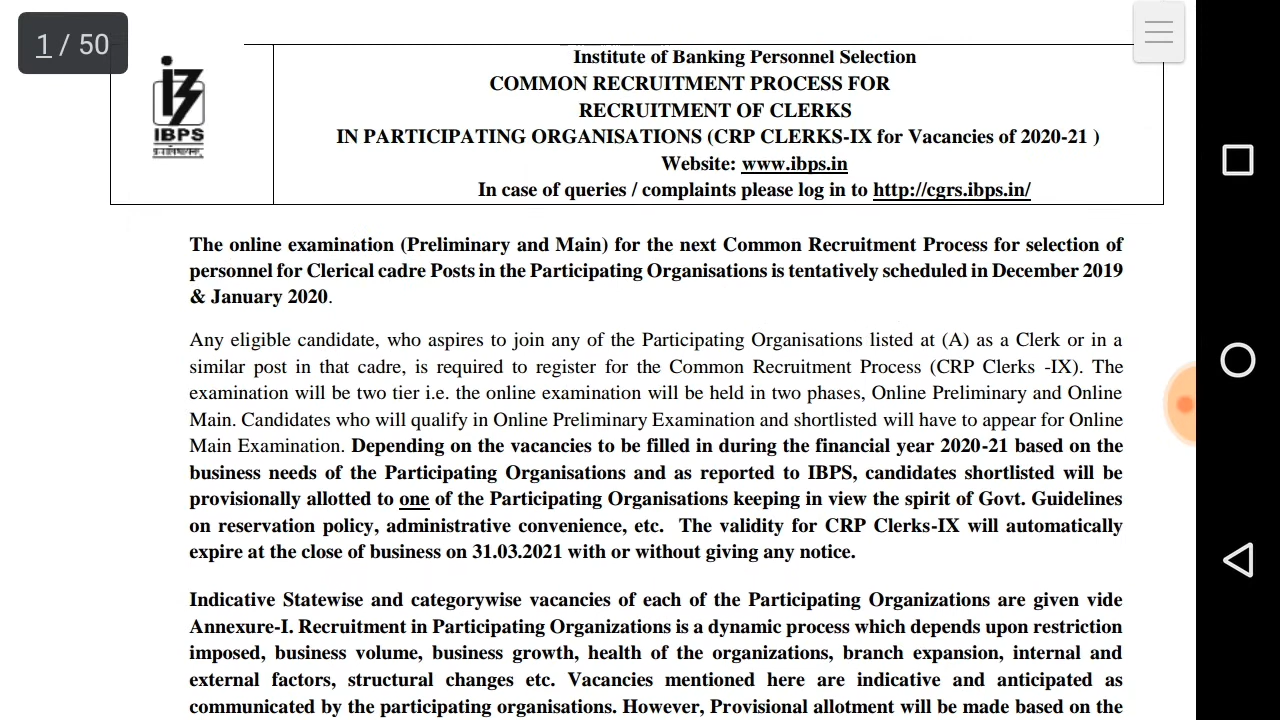 1 / 50
IBPS
Institute of Banking Personnel Selection
COMMON RECRUITMENT PROCESS FOR
RECRUITMENT OF CLERKS
IN PARTICIPATING ORGANISATIONS (CRP CLERKS-IX for Vacancies of 2020-21 )
Website: www.ibps.in
In case of queries / complaints please log in to http://cgrs.ibps.in/
The online examination (Preliminary and Main) for the next Common Recruitment Process for selection of
personnel for Clerical cadre Posts in the Participating Organisations is tentatively scheduled in December 2019
& January 2020.
Any eligible candidate, who aspires to join any of the Participating Organisations listed at (A) as a Clerk or in a
similar post in that cadre, is required to register for the Common Recruitment Process (CRP Clerks -IX). The
examination will be two tier i.e. the online examination will be held in two phases, Online Preliminary and Online
Main. Candidates who will qualify in Online Preliminary Examination and shortlisted will have to appear for Online
Main Examination. Depending on the vacancies to be filled in during the financial year 2020-21 based on the
business needs of the Participating Organisations and as reported to IBPS, candidates shortlisted will be
provisionally allotted to one of the Participating Organisations keeping in view the spirit of Govt. Guidelines
on reservation policy, administrative convenience, etc. The validity for CRP Clerks-IX will automatically
expire at the close of business on 31.03.2021 with or without giving any notice.
Indicative Statewise and categorywise vacancies of each of the Participating Organizations are given vide
Annexure-I. Recruitment in Participating Organizations is a dynamic process which depends upon restriction
imposed, business volume, business growth, health of the organizations, branch expansion, internal and
external factors, structural changes etc. Vacancies mentioned here are indicative and anticipated as
communicated by the participating organisations. However, Provisional allotment will be made based on the